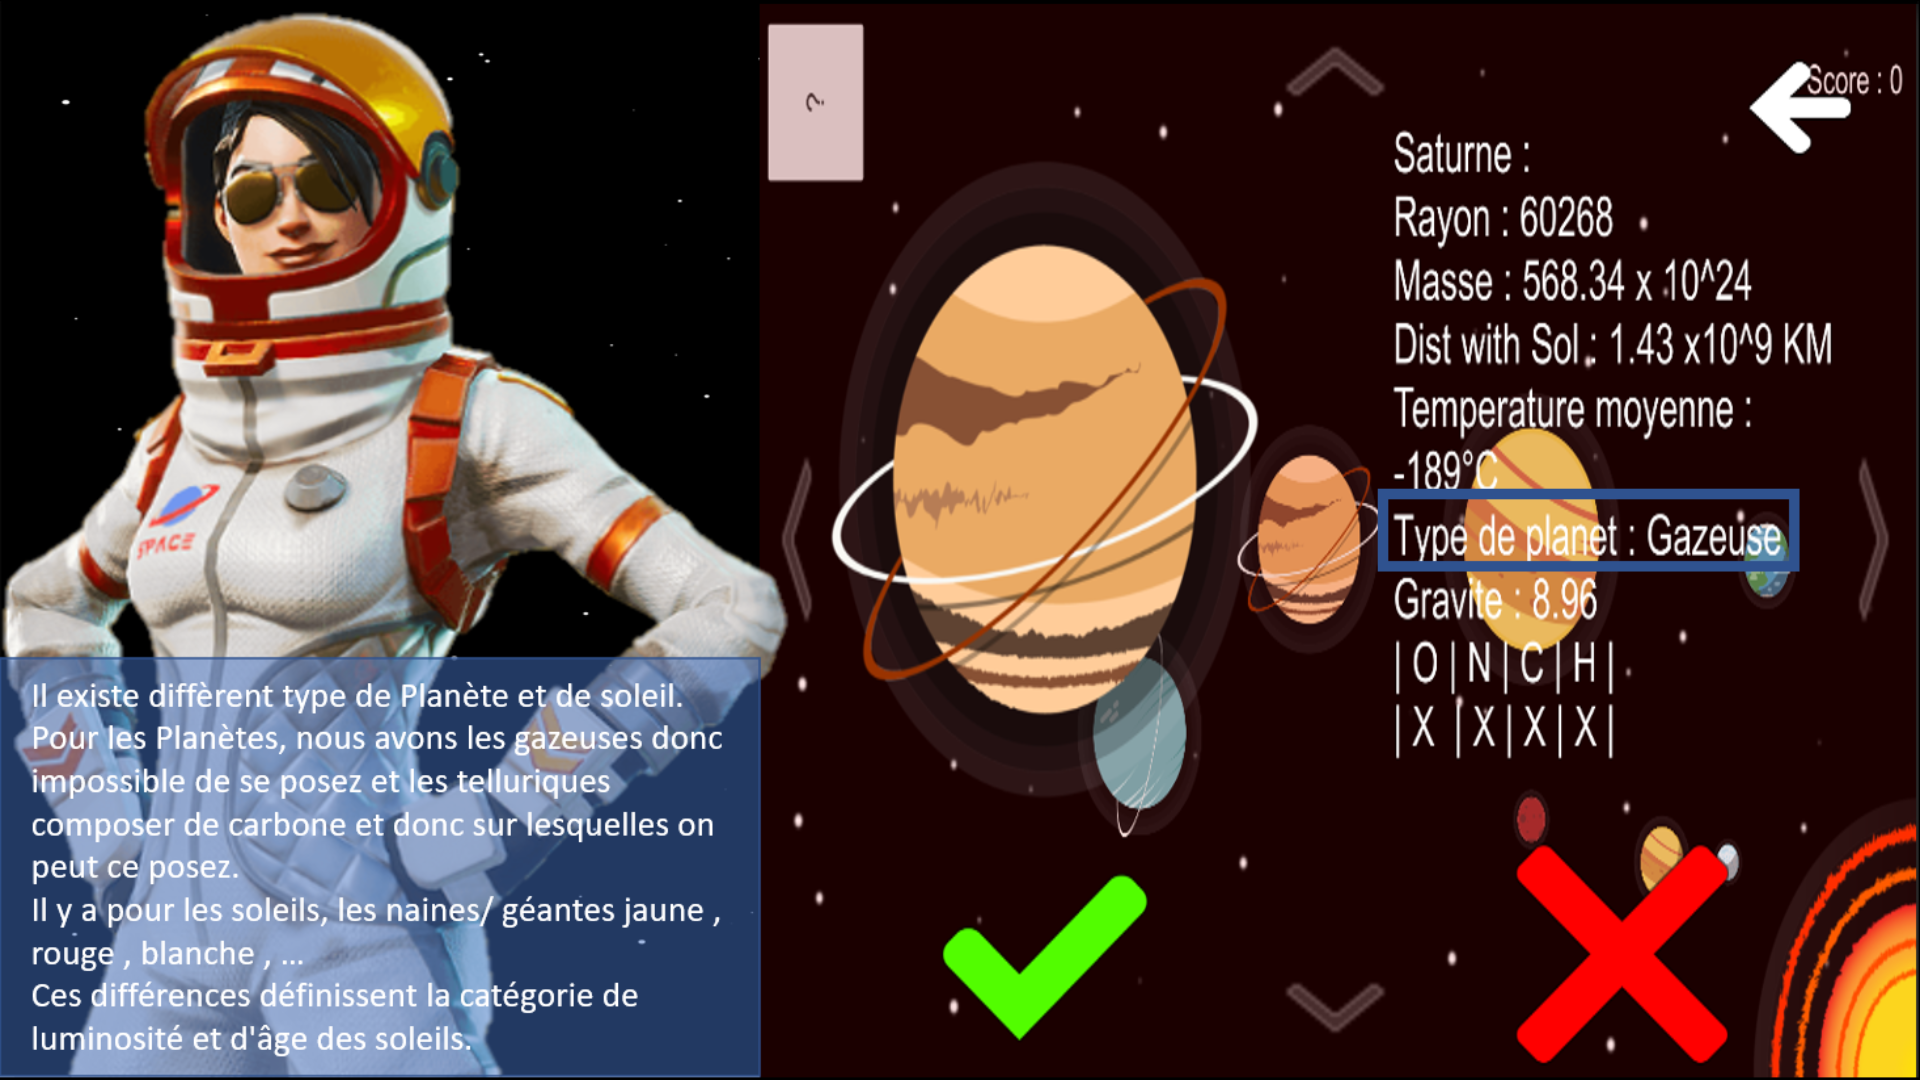 SPACE
Il existe diffèrent type de Planète et de soleil.
Pour les Planètes, nous avons les gazeuses donc
impossible de se posez et les telluriques
composer de carbone et donc sur lesquelles on
peut ce posez.
Il y a pour les soleils, les naines/ géantes jaune ,
rouge , blanche , ...
Ces différences définissent la catégorie de
luminosité et d'âge des soleils.
?
Score : 0
Saturne :
Rayon : 60268
Masse : 568.34 x 10^24
Dist with Sol : 1.43 x10^9 KM
Temperature moyenne :
-189°C
Type de planet : Gazeuse
Gravite : 8.96
| O | N | C | H |
| X | X | X | X |